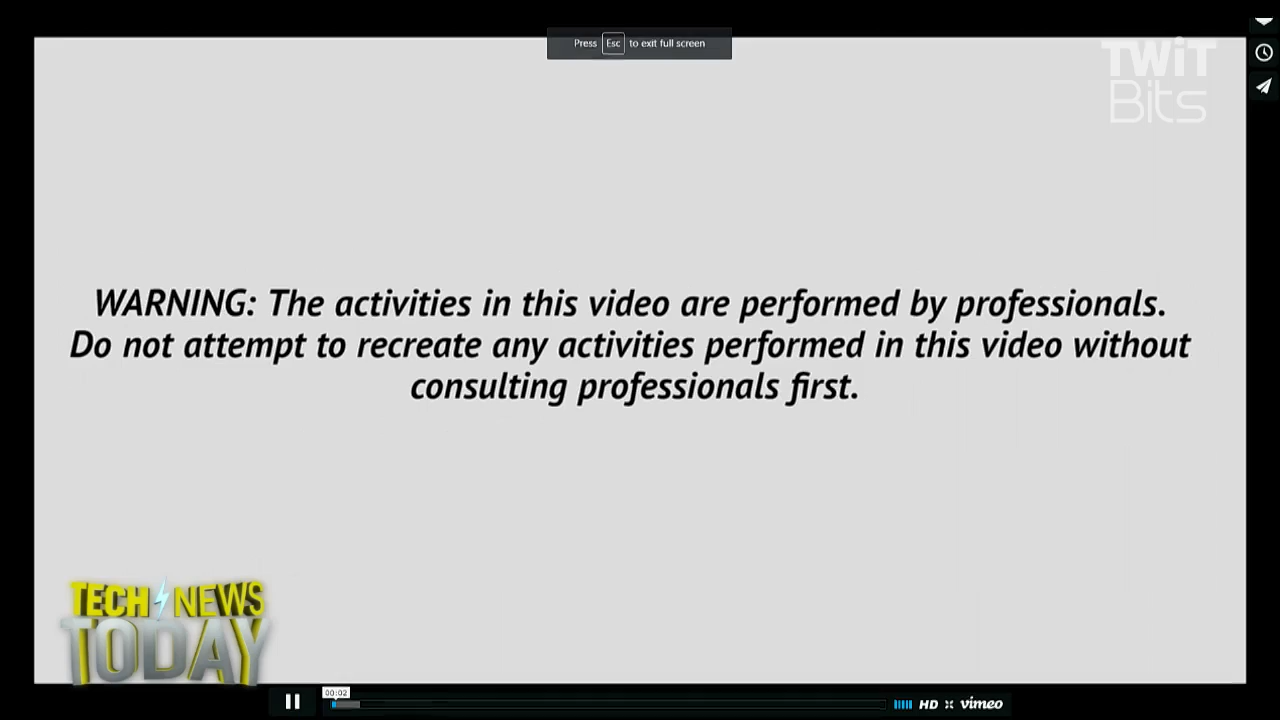 Press Esc to exit full screen
TWiT
Bits
WARNING: The activities in this video are performed by professionals.
Do not attempt to recreate any activities performed in this video without
consulting professionals first.
TECH NEWS
TODAY
00:02
HD vimeo